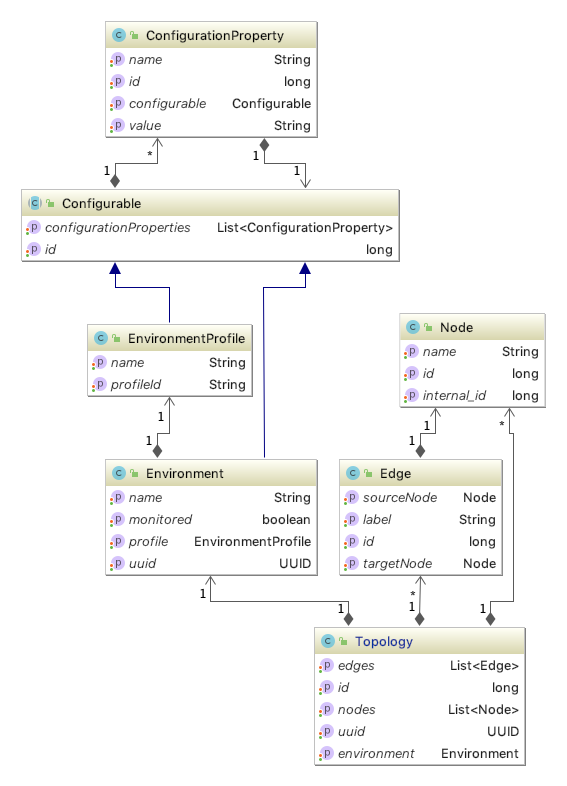 C ConfigurationProperty
p name String
p id long
p configurable Configurable
p value String
* 1
1 1
C Configurable
p configurationProperties List<ConfigurationProperty>
p id long
C EnvironmentProfile
p name String
p profileId String
C Node
p name String
p id long
p internal_id long
1
1
1
1
*
C Environment
p name String
p monitored boolean
p profile EnvironmentProfile
p uuid UUID
C Edge
p sourceNode Node
p label String
p id long
p targetNode Node
1
1
*
1
1
C Topology
p edges List<Edge>
p id long
p nodes List<Node>
p uuid UUID
p environment Environment